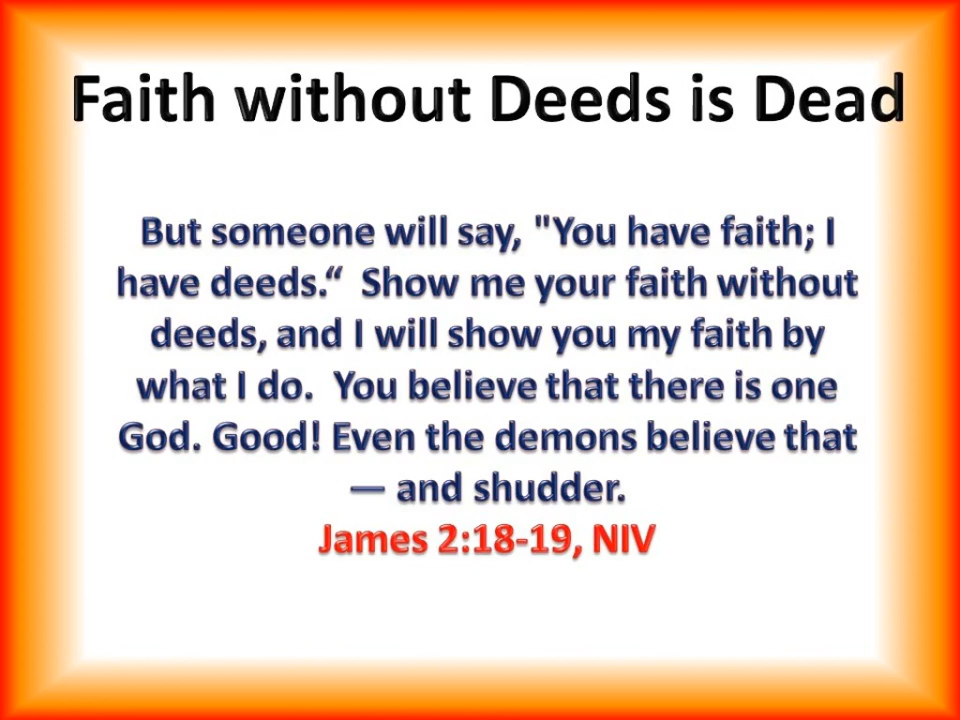 Faith without Deeds is Dead
But someone will say, "You have faith; I
have deeds.“  Show me your faith without
deeds, and I will show you my faith by
what I do.  You believe that there is one
God. Good! Even the demons believe that
— and shudder.
James 2:18-19, NIV